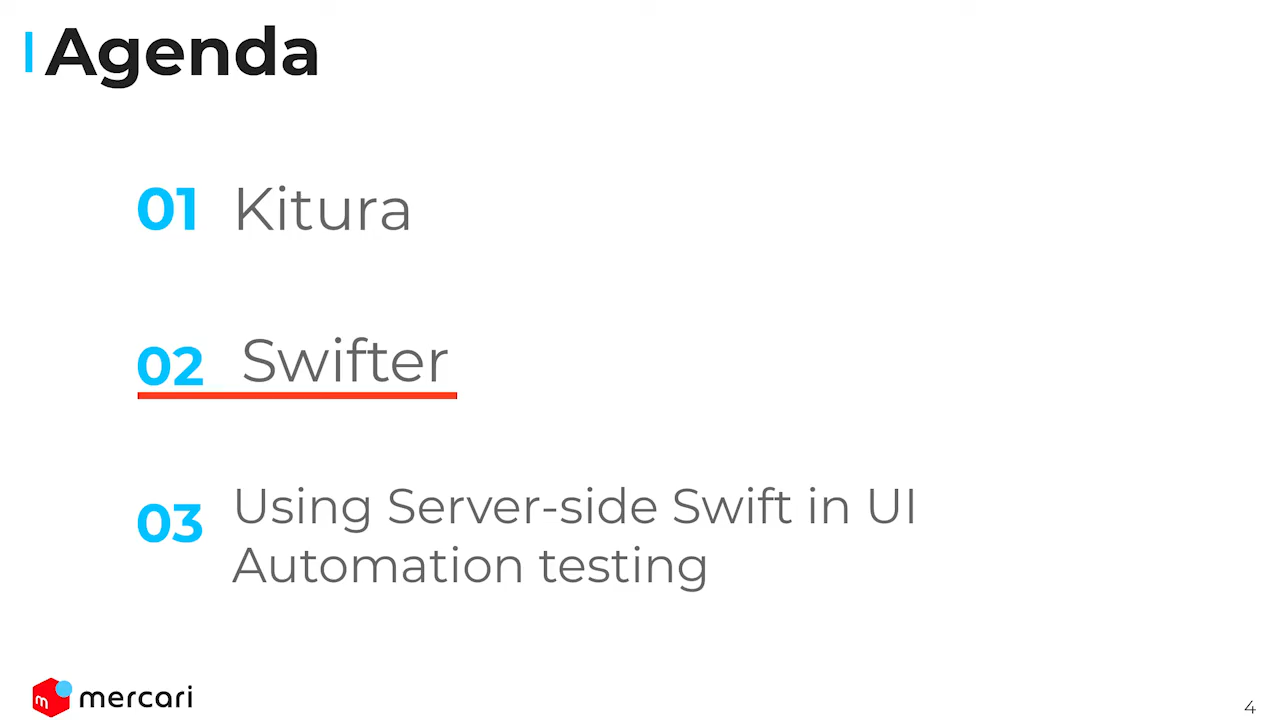 Agenda
01 Kitura
02 Swifter
03 Using Server-side Swift in UI
Automation testing
m mercari
4